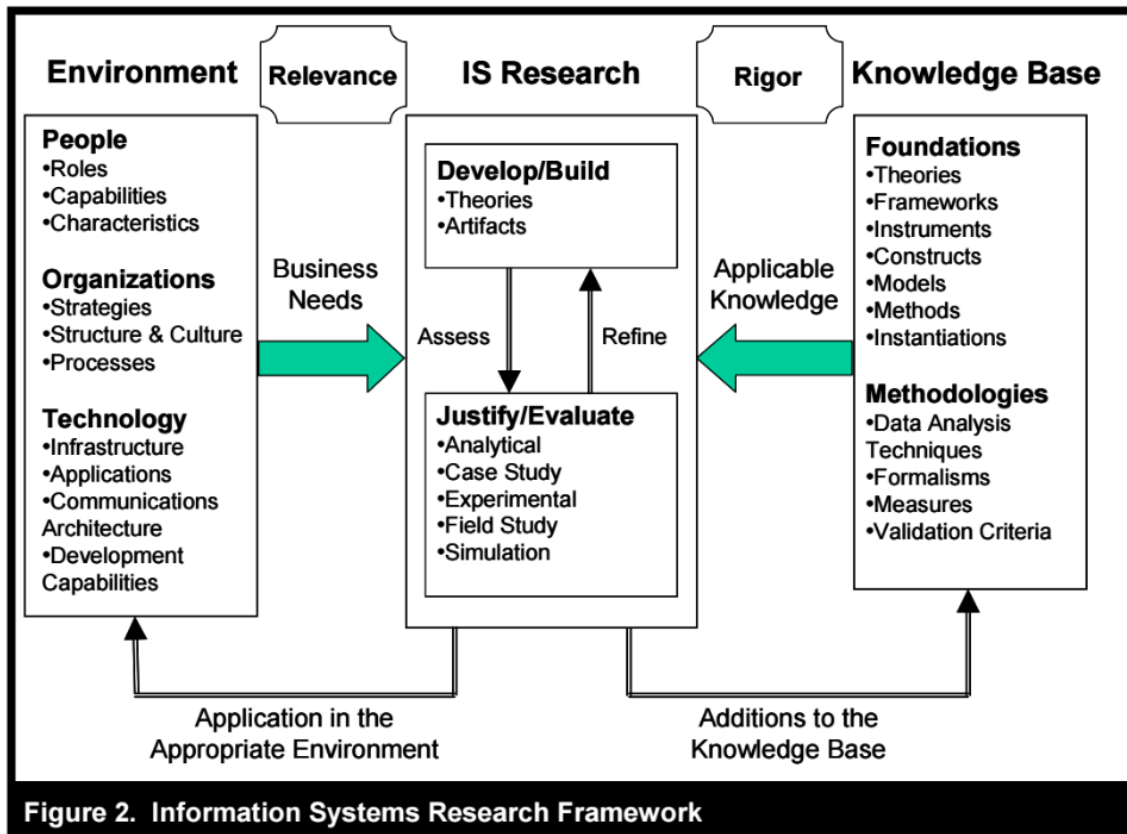 Environment
Relevance
IS Research
Rigor
Knowledge Base
People
•Roles
•Capabilities
•Characteristics
Organizations
•Strategies
•Structure & Culture
•Processes
Technology
•Infrastructure
•Applications
•Communications
Architecture
•Development
Capabilities
Business
Needs
Develop/Build
•Theories
•Artifacts
Assess
Refine
Justify/Evaluate
•Analytical
•Case Study
•Experimental
•Field Study
•Simulation
Applicable
Knowledge
Foundations
•Theories
•Frameworks
•Instruments
•Constructs
•Models
•Methods
•Instantiations
Methodologies
•Data Analysis
Techniques
•Formalisms
•Measures
•Validation Criteria
Application in the
Appropriate Environment
Additions to the
Knowledge Base
Figure 2. Information Systems Research Framework